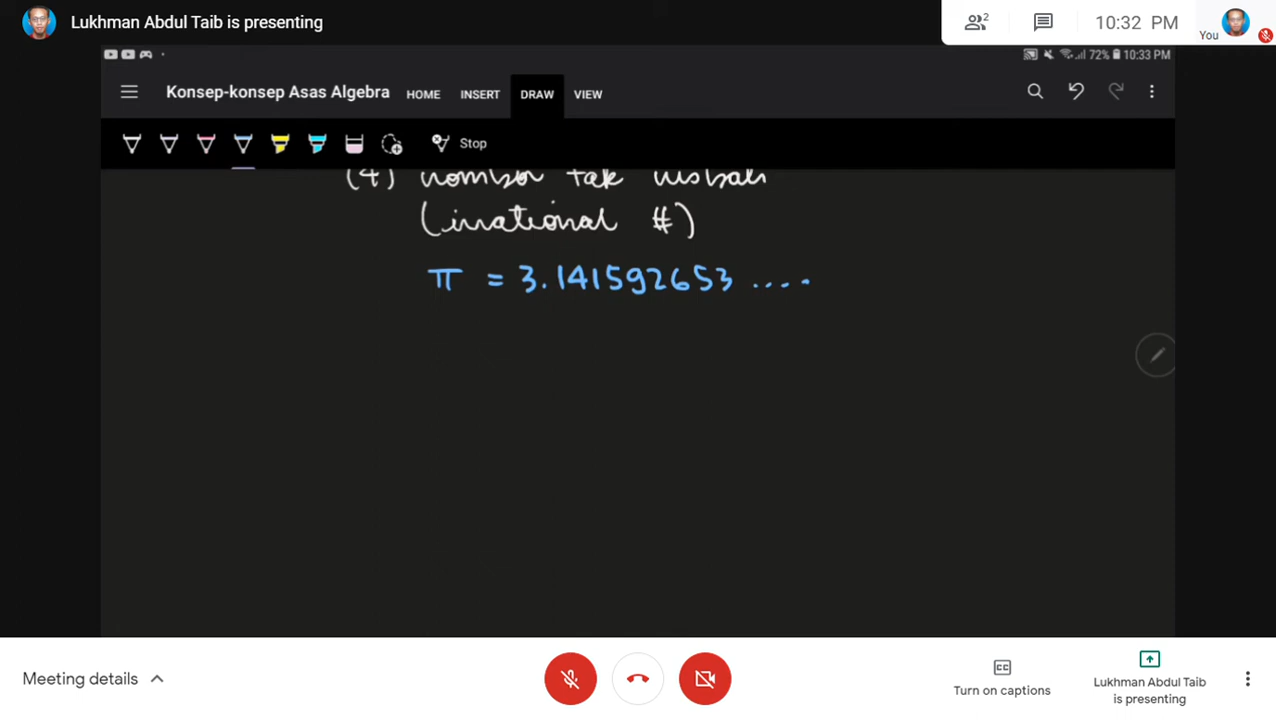 Lukhman Abdul Taib is presenting
2
10:32 PM
You
72% 10:33 PM
Konsep-konsep Asas Algebra HOME INSERT DRAW VIEW
Stop
(4) nombor tak nisbah
(irrational #)
π = 3.141592653 ....
Meeting details
Turn on captions
Lukhman Abdul Taib
is presenting